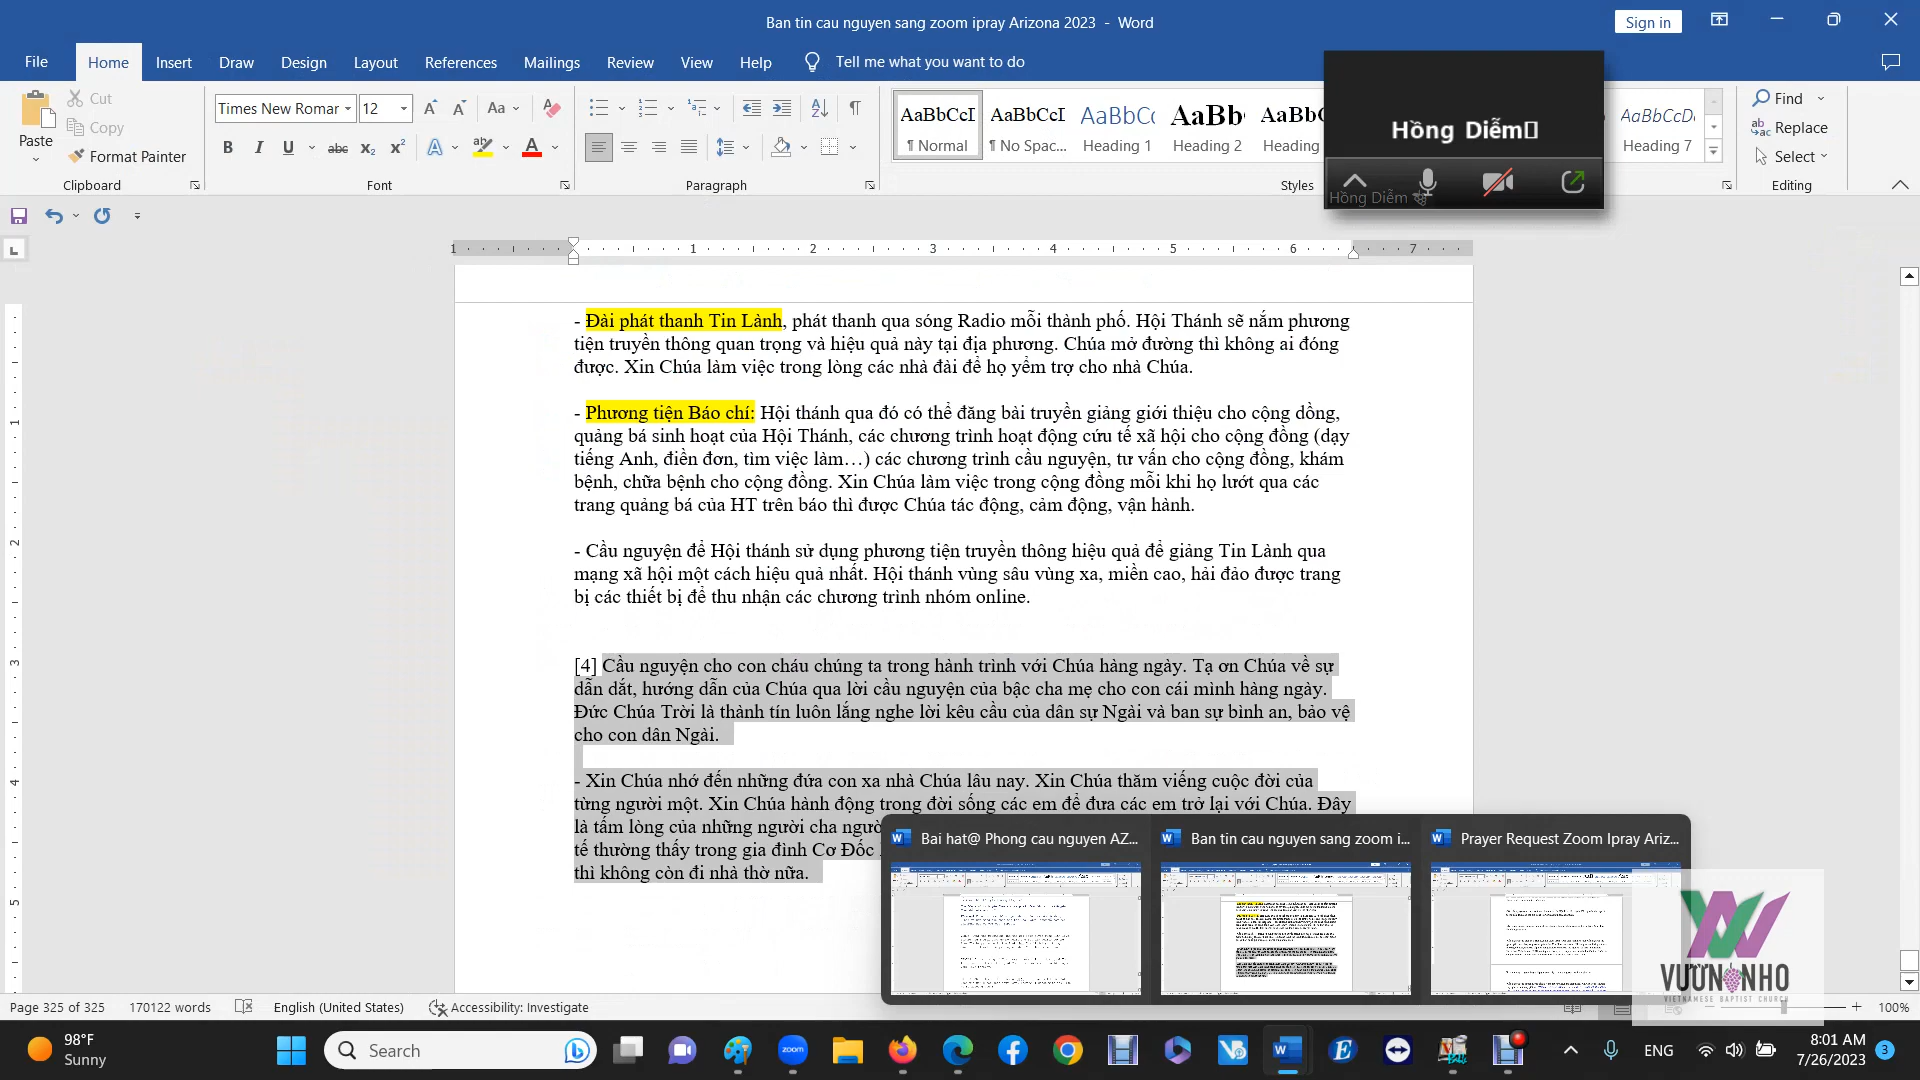 Ban tin cau nguyen sang zoom ipray Arizona 2023 - Word
Sign in
File Home Insert Draw Design Layout References Mailings Review View Help Tell me what you want to do
Paste
Cut
Copy
Format Painter
Clipboard
Times New Romar 12
Font
Paragraph
AaBbCcI AaBbCcI AaBbCc AaBb AaBbC AaBbCcD
¶ Normal ¶ No Spac... Heading 1 Heading 2 Heading Heading 7
Styles
Find
Replace
Select
Editing
Hồng Diễm
Hồng Diễm
1 1 2 3 4 5 6 7
- Đài phát thanh Tin Lành, phát thanh qua sóng Radio mỗi thành phố. Hội Thánh sẽ nắm phương
tiện truyền thông quan trọng và hiệu quả này tại địa phương. Chúa mở đường thì không ai đóng
được. Xin Chúa làm việc trong lòng các nhà đài để họ yểm trợ cho nhà Chúa.
- Phương tiện Báo chí: Hội thánh qua đó có thể đăng bài truyền giảng giới thiệu cho cộng dồng,
quảng bá sinh hoạt của Hội Thánh, các chương trình hoạt động cứu tế xã hội cho cộng đồng (dạy
tiếng Anh, điền đơn, tìm việc làm…) các chương trình cầu nguyện, tư vấn cho cộng đồng, khám
bệnh, chữa bệnh cho cộng đồng. Xin Chúa làm việc trong cộng đồng mỗi khi họ lướt qua các
trang quảng bá của HT trên báo thì được Chúa tác động, cảm động, vận hành.
- Cầu nguyện để Hội thánh sử dụng phương tiện truyền thông hiệu quả để giảng Tin Lành qua
mạng xã hội một cách hiệu quả nhất. Hội thánh vùng sâu vùng xa, miền cao, hải đảo được trang
bị các thiết bị để thu nhận các chương trình nhóm online.
[4] Cầu nguyện cho con cháu chúng ta trong hành trình với Chúa hàng ngày. Tạ ơn Chúa về sự
dẫn dắt, hướng dẫn của Chúa qua lời cầu nguyện của bậc cha mẹ cho con cái mình hàng ngày.
Đức Chúa Trời là thành tín luôn lắng nghe lời kêu cầu của dân sự Ngài và ban sự bình an, bảo vệ
cho con dân Ngài.
- Xin Chúa nhớ đến những đứa con xa nhà Chúa lâu nay. Xin Chúa thăm viếng cuộc đời của
từng người một. Xin Chúa hành động trong đời sống các em để đưa các em trở lại với Chúa. Đây
là tấm lòng của những người cha ngườ
tế thường thấy trong gia đình Cơ Đốc
thì không còn đi nhà thờ nữa.
Bai hat@ Phong cau nguyen AZ...
Ban tin cau nguyen sang zoom i...
Prayer Request Zoom Ipray Ariz...
VƯỜN NHO
VIETNAMESE BAPTIST CHURCH
Page 325 of 325 170122 words English (United States) Accessibility: Investigate 100%
98°F
Sunny
Search
zoom
ENG
8:01 AM
7/26/2023
3